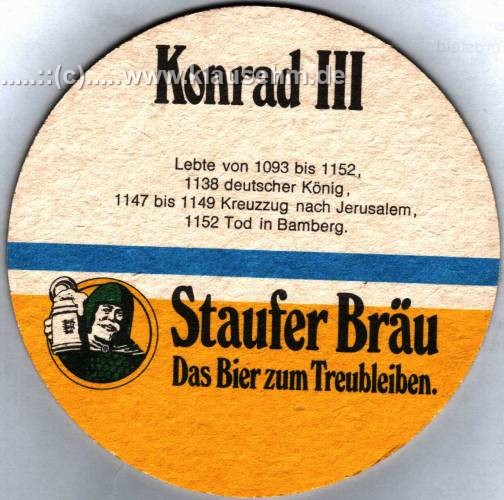 .....::(c).....www.klausehm.de
Konrad III
Lebte von 1093 bis 1152,
1138 deutscher König,
1147 bis 1149 Kreuzzug nach Jerusalem,
1152 Tod in Bamberg.
Staufer Bräu
Das Bier zum Treubleiben.